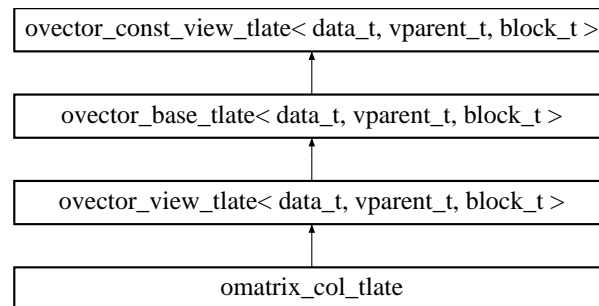 ovector_const_view_tlate< data_t, vparent_t, block_t >
ovector_base_tlate< data_t, vparent_t, block_t >
ovector_view_tlate< data_t, vparent_t, block_t >
omatrix_col_tlate